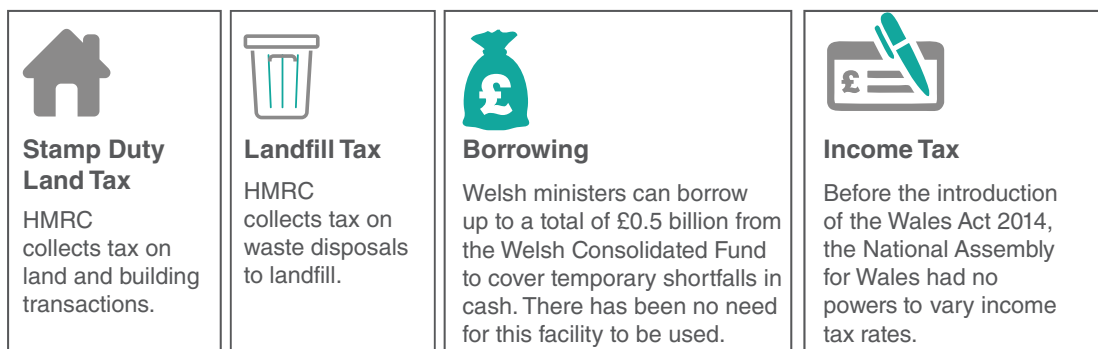 Stamp Duty
Land Tax
HMRC
collects tax on
land and building
transactions.
Landfill Tax
HMRC
collects tax on
waste disposals
to landfill.
£
Borrowing
Welsh ministers can borrow
up to a total of £0.5 billion from
the Welsh Consolidated Fund
to cover temporary shortfalls in
cash. There has been no need
for this facility to be used.
£
Income Tax
Before the introduction
of the Wales Act 2014,
the National Assembly
for Wales had no
powers to vary income
tax rates.